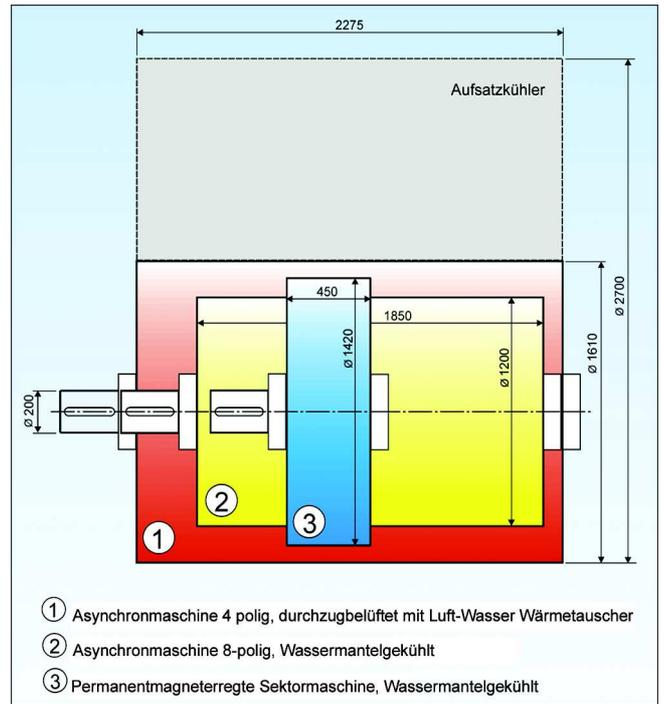 2275
Aufsatzkühler
450
1850
Ø 1420
Ø 1200
Ø 1610
Ø 2700
Ø 200
1
2
3
1 Asynchronmaschine 4 polig, durchzugbelüftet mit Luft-Wasser Wärmetauscher
2 Asynchronmaschine 8-polig, Wassermantelgekühlt
3 Permanentmagneterregte Sektormaschine, Wassermantelgekühlt